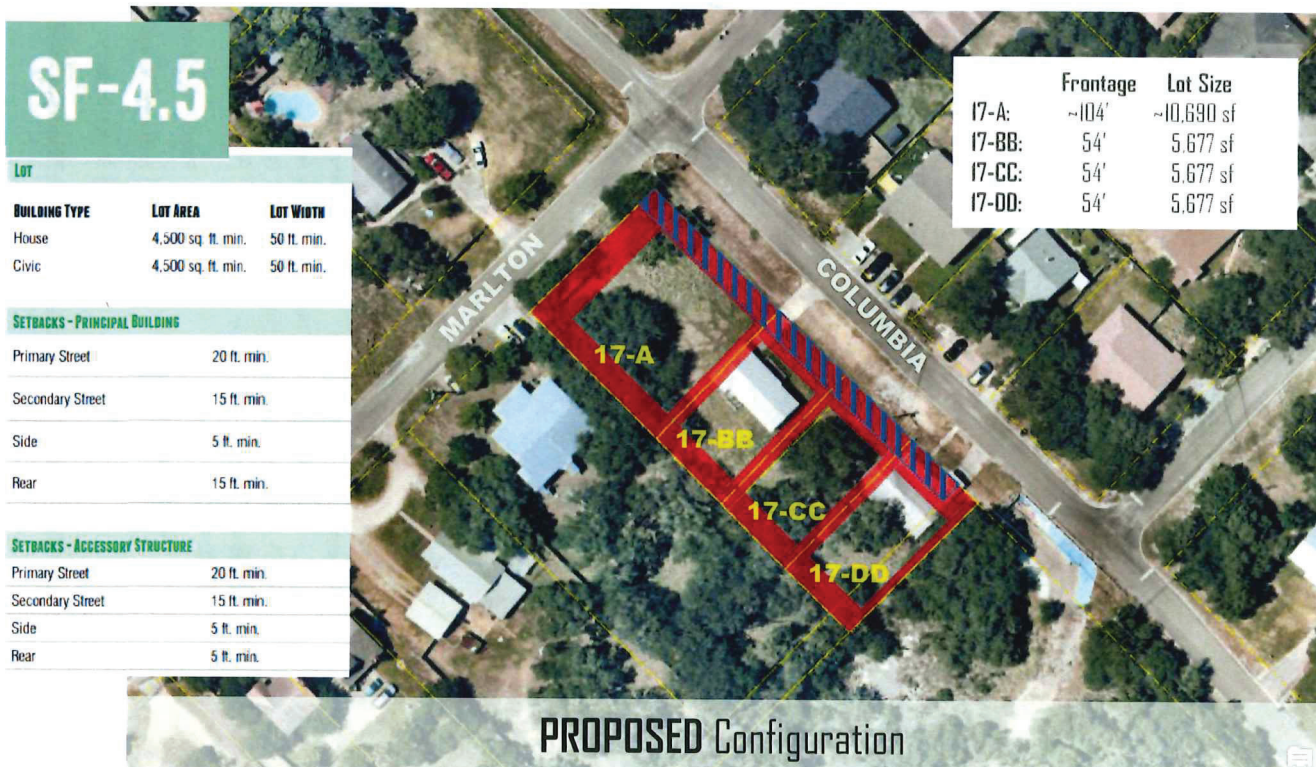 SF-4.5
LOT
BUILDING TYPE LOT AREA LOT WIDTH
House 4,500 sq. ft. min. 50 ft. min.
Civic 4,500 sq. ft. min. 50 ft. min.
SETBACKS - PRINCIPAL BUILDING
Primary Street 20 ft. min.
Secondary Street 15 ft. min.
Side 5 ft. min.
Rear 15 ft. min.
SETBACKS - ACCESSORY STRUCTURE
Primary Street 20 ft. min.
Secondary Street 15 ft. min.
Side 5 ft. min.
Rear 5 ft. min.
Frontage Lot Size
17-A: ~104' ~10,690 sf
17-BB: 54' 5,677 sf
17-CC: 54' 5,677 sf
17-DD: 54' 5,677 sf
MARLTON
COLUMBIA
17-A
17-BB
17-CC
17-DD
PROPOSED Configuration